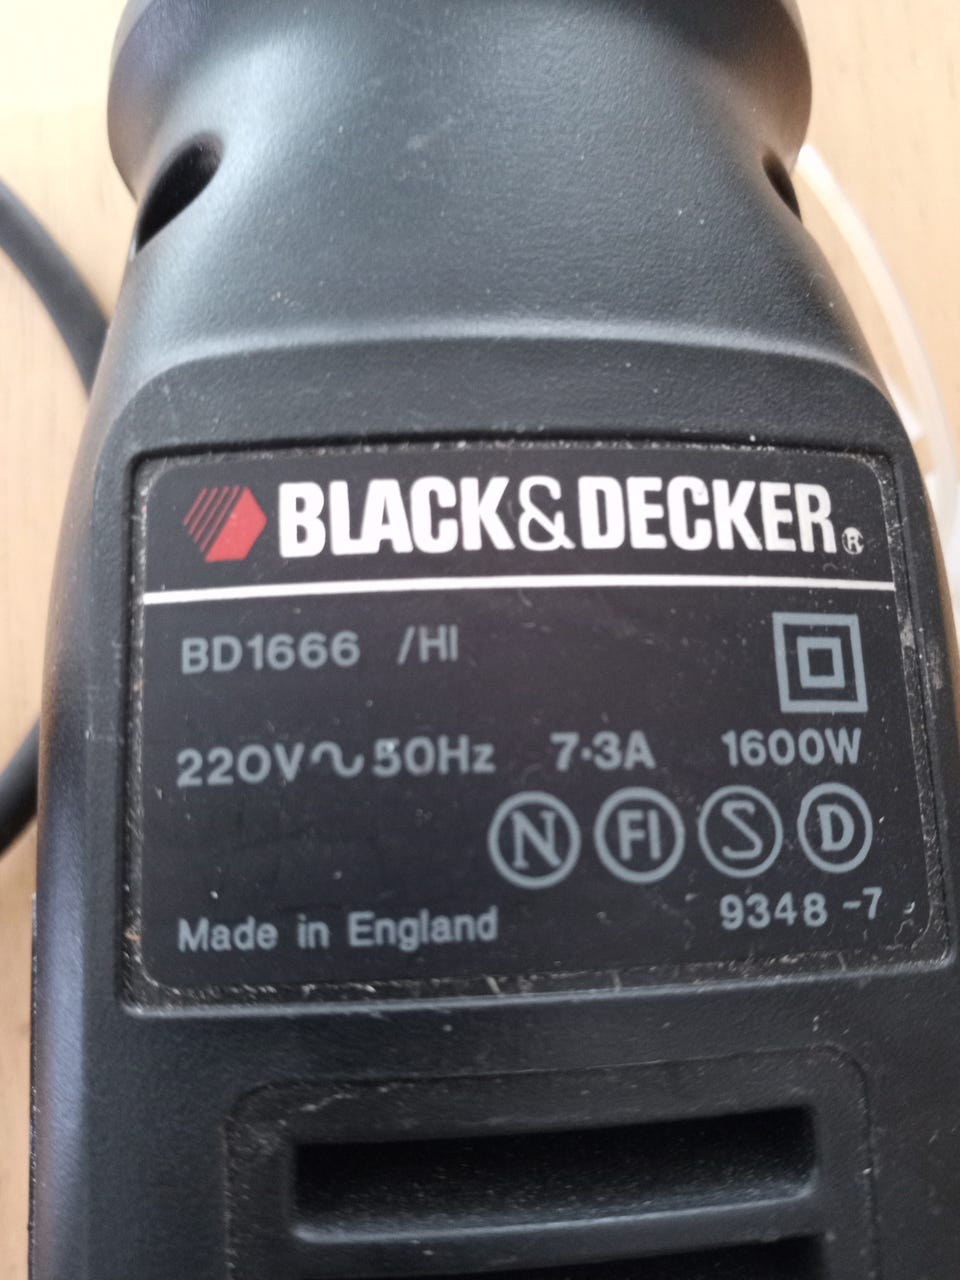 BLACK&DECKER®
BD1666 /HI
220V∿50Hz 7·3A 1600W
N FI S D
Made in England 9348 -7